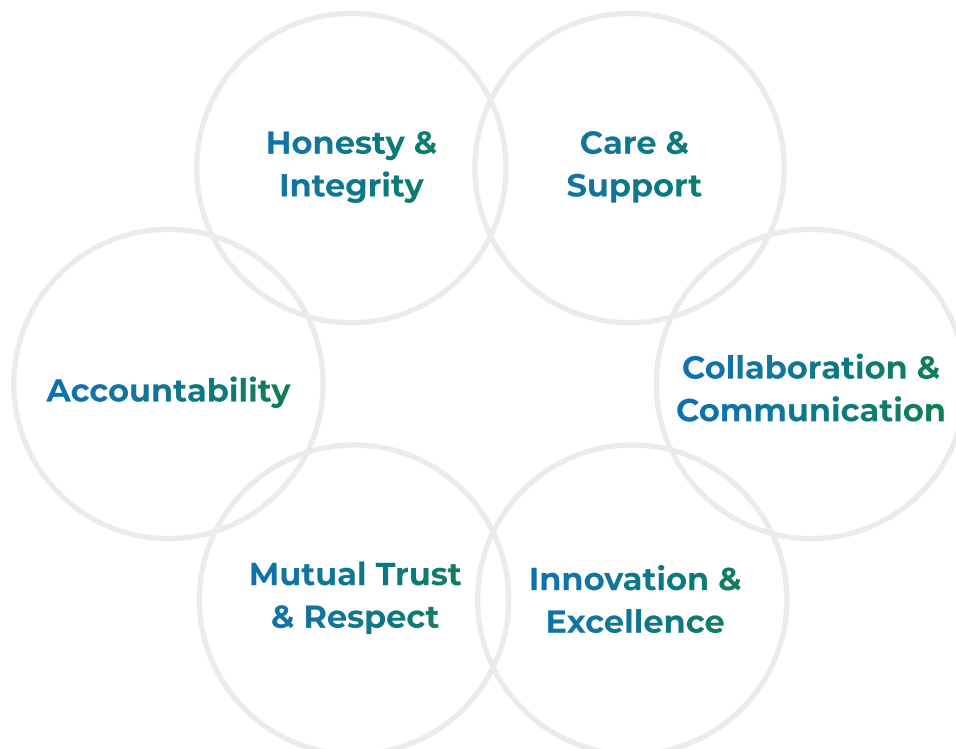 Honesty &
Integrity
Care &
Support
Accountability
Collaboration &
Communication
Mutual Trust
& Respect
Innovation &
Excellence